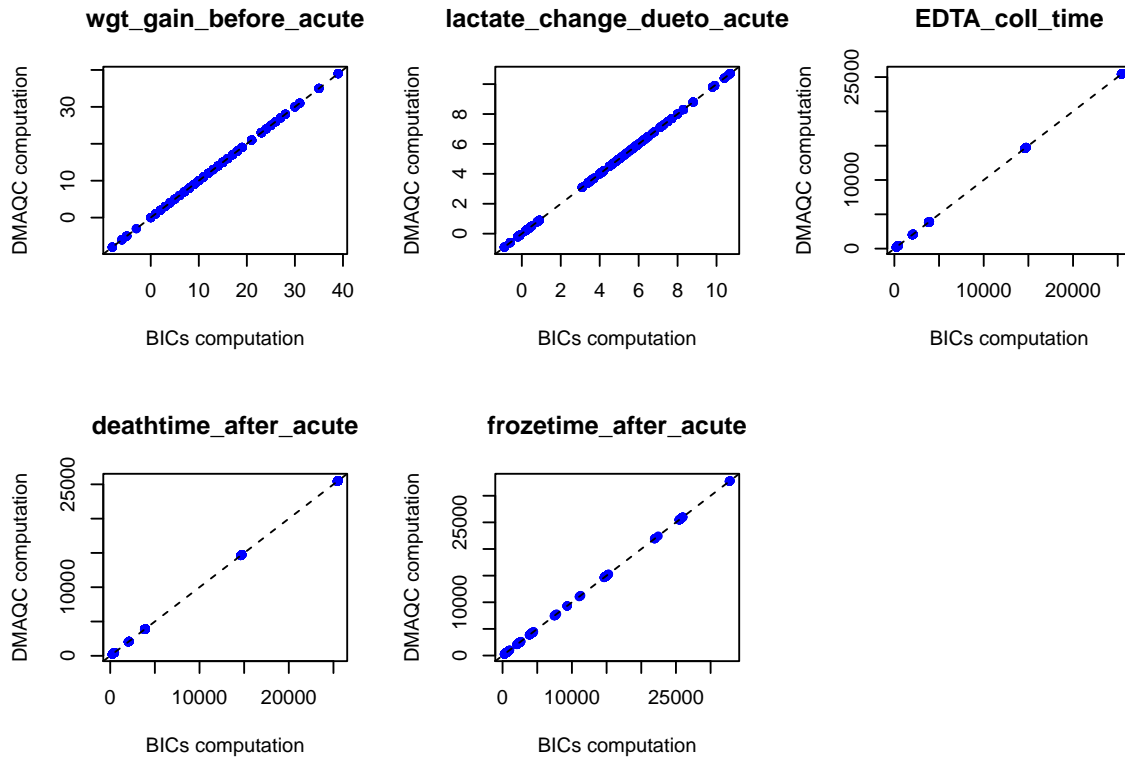 wgt_gain_before_acute
DMAQC computation
0 10 30
0 10 20 30 40
BICs computation
lactate_change_dueto_acute
DMAQC computation
0 2 4 6 8
0 2 4 6 8 10
BICs computation
EDTA_coll_time
DMAQC computation
0 10000 25000
0 10000 20000
BICs computation
deathtime_after_acute
DMAQC computation
0 10000 25000
0 10000 20000
BICs computation
frozetime_after_acute
DMAQC computation
0 10000 25000
0 10000 25000
BICs computation